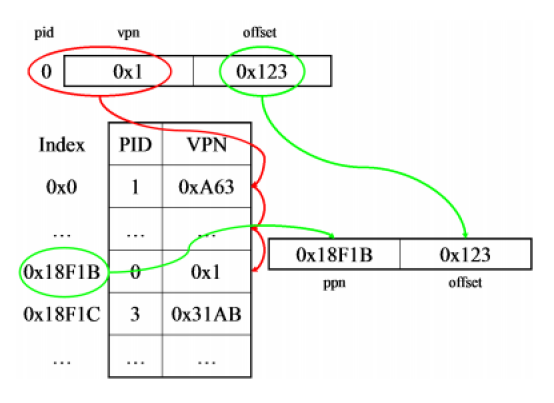 pid vpn offset
0 0x1 0x123
Index PID VPN
0x0 1 0xA63
... ... ...
0x18F1B 0 0x1
0x18F1B 0x123
ppn offset
0x18F1C 3 0x31AB
... ... ...